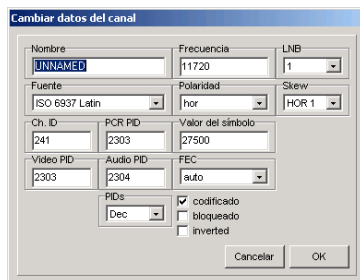 Cambiar datos del canal
Nombre Frecuencia LNB
UNNAMED 11720 1
Fuente Polaridad Skew
ISO 6937 Latin hor HOR 1
Ch. ID PCR PID Valor del símbolo
241 2303 27500
Video PID Audio PID FEC
2303 2304 auto
PIDs
Dec
codificado
bloqueado
inverted
Cancelar OK